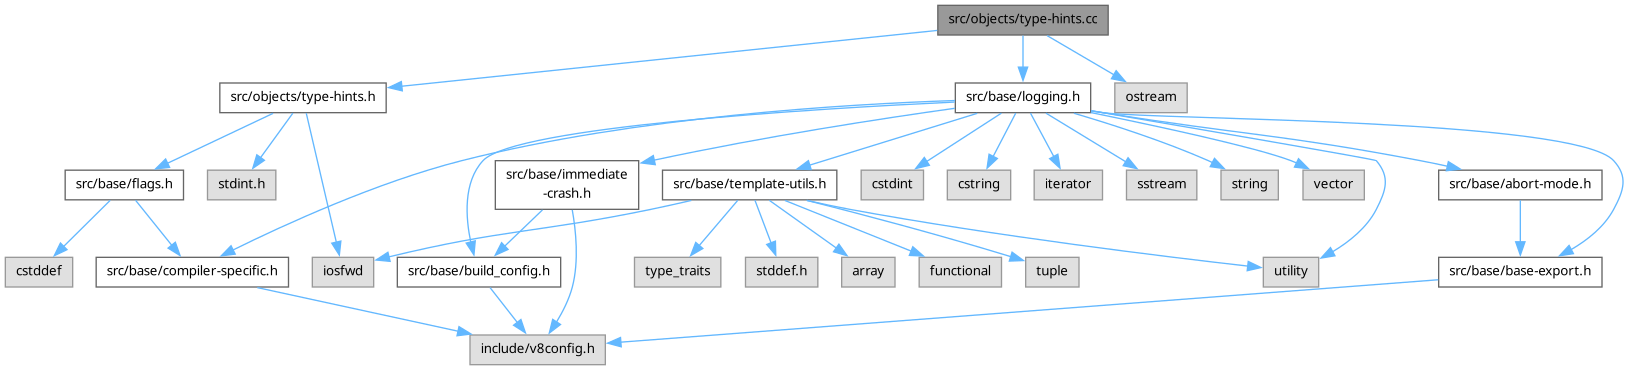 src/objects/type-hints.cc
src/objects/type-hints.h
src/base/logging.h
ostream
src/base/flags.h
stdint.h
src/base/immediate
-crash.h
src/base/template-utils.h
cstdint
cstring
iterator
sstream
string
vector
src/base/abort-mode.h
cstddef
src/base/compiler-specific.h
iosfwd
src/base/build_config.h
type_traits
stddef.h
array
functional
tuple
utility
src/base/base-export.h
include/v8config.h